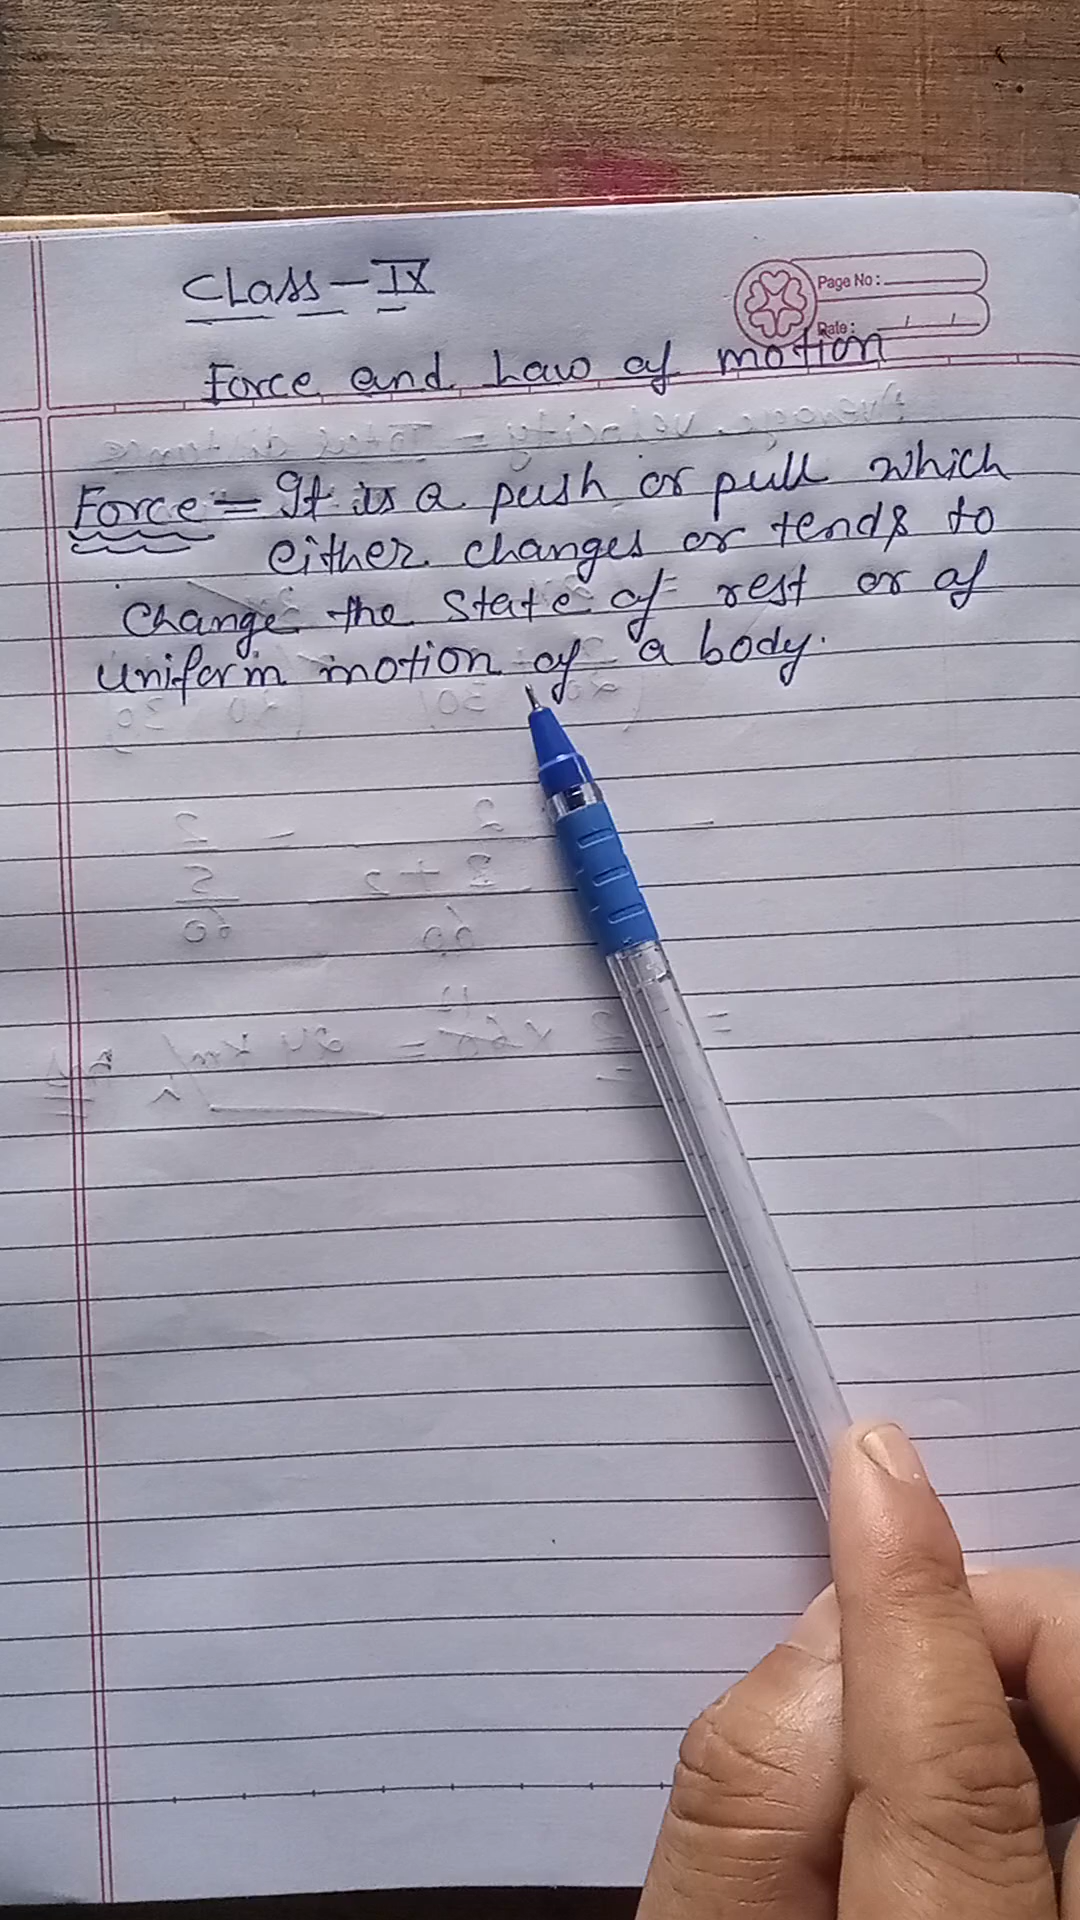 Class - IX
Page No :
Date :
Force and Law of motion
Force = It is a push or pull which
either changes or tends to
change the state of rest or of
uniform motion of a body.